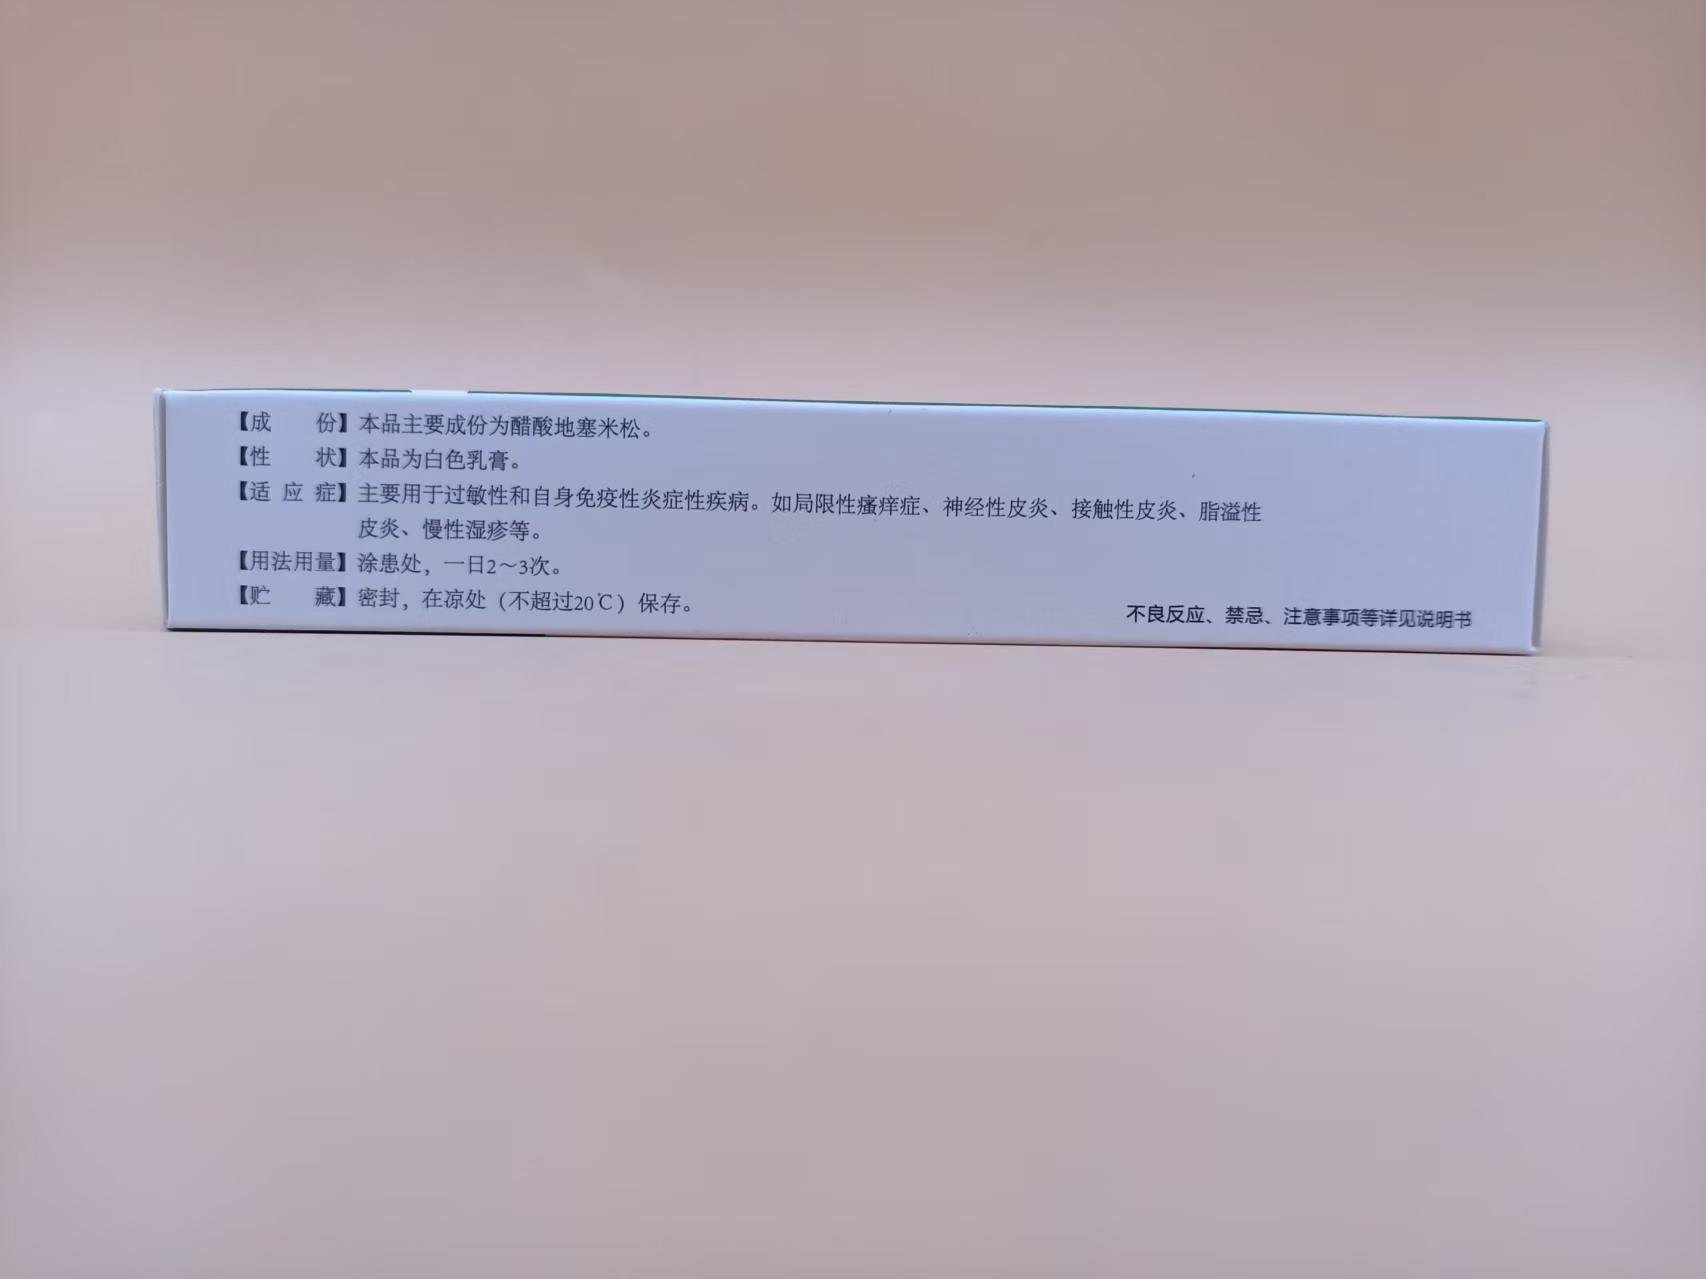 【成 份】本品主要成份为醋酸地塞米松。
【性 状】本品为白色乳膏。
【适 应 症】主要用于过敏性和自身免疫性炎症性疾病。如局限性瘙痒症、神经性皮炎、接触性皮炎、脂溢性
皮炎、慢性湿疹等。
【用法用量】涂患处，一日2～3次。
【贮 藏】密封，在凉处（不超过20℃）保存。
不良反应、禁忌、注意事项等详见说明书